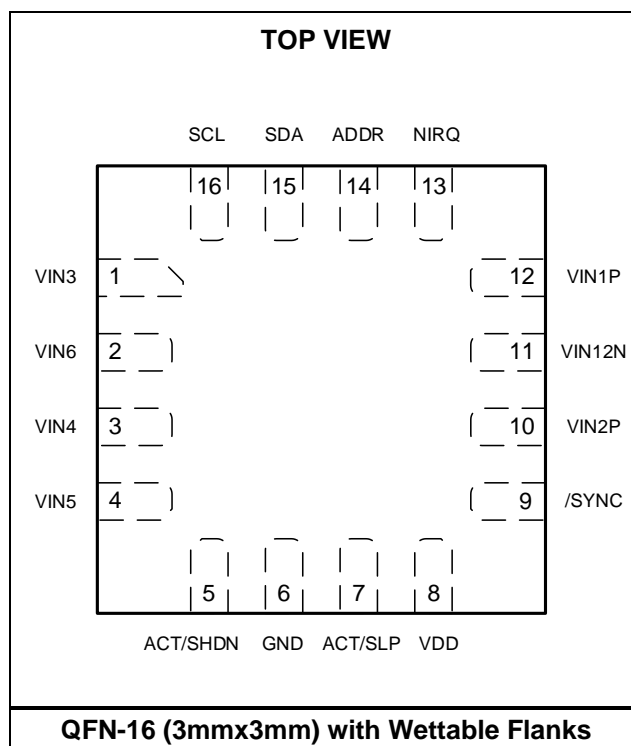 TOP VIEW
SCL SDA ADDR NIRQ
16 15 14 13
VIN3 1 12 VIN1P
VIN6 2 11 VIN12N
VIN4 3 10 VIN2P
VIN5 4 9 /SYNC
5 6 7 8
ACT/SHDN GND ACT/SLP VDD
QFN-16 (3mmx3mm) with Wettable Flanks